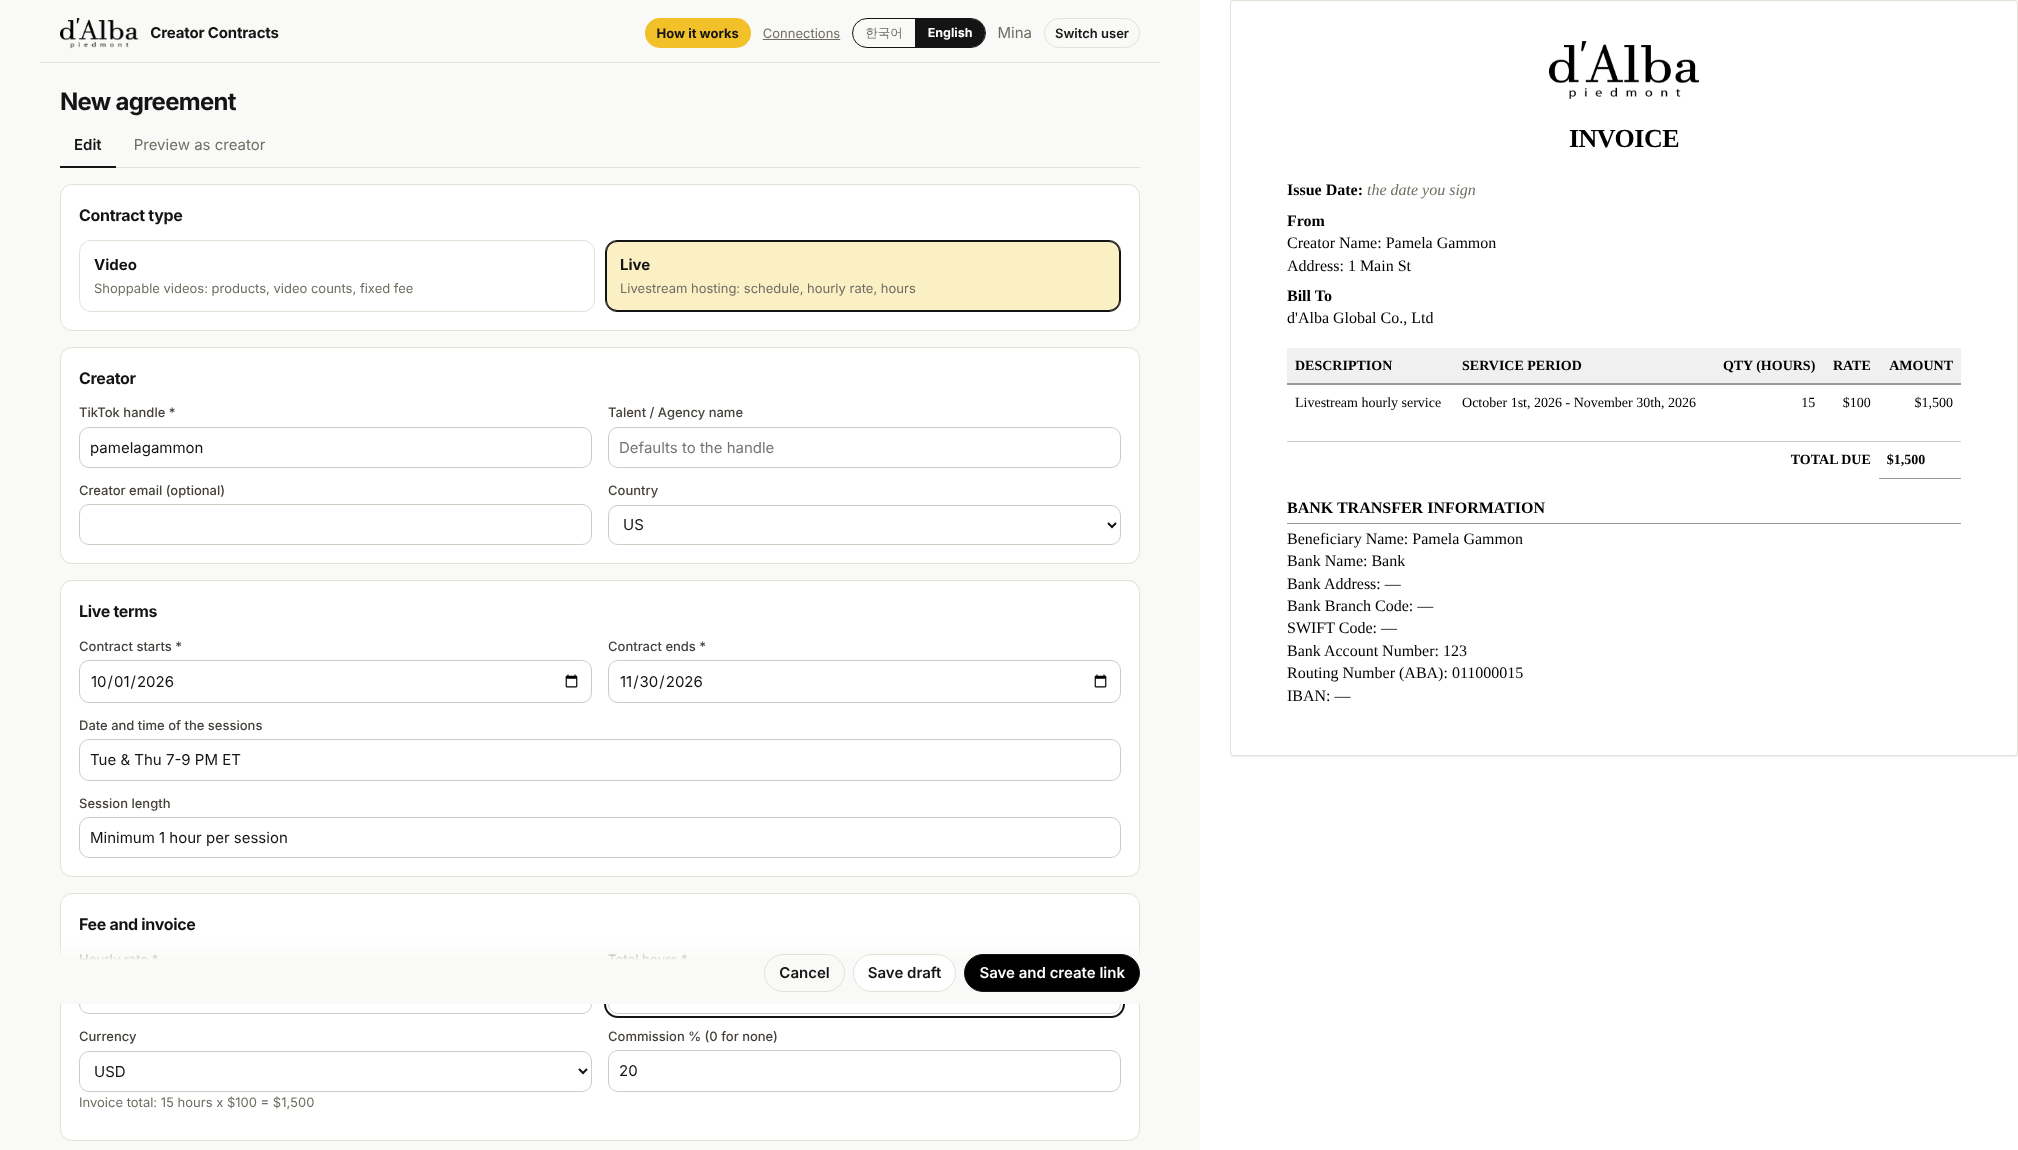 d'Alba
piedmont
Creator Contracts
How it works
Connections
한국어
English
Mina
Switch user
New agreement
Edit
Preview as creator
Contract type
Video
Shoppable videos: products, video counts, fixed fee
Live
Livestream hosting: schedule, hourly rate, hours
Creator
TikTok handle *
Talent / Agency name
pamelagammon
Defaults to the handle
Creator email (optional)
Country
US
Live terms
Contract starts *
Contract ends *
10/01/2026
11/30/2026
Date and time of the sessions
Tue & Thu 7-9 PM ET
Session length
Minimum 1 hour per session
Fee and invoice
Hourly rate *
Total hours *
Cancel
Save draft
Save and create link
Currency
Commission % (0 for none)
USD
20
Invoice total: 15 hours x $100 = $1,500
d'Alba
piedmont
INVOICE
Issue Date: the date you sign
From
Creator Name: Pamela Gammon
Address: 1 Main St
Bill To
d'Alba Global Co., Ltd
DESCRIPTION SERVICE PERIOD QTY (HOURS) RATE AMOUNT
Livestream hourly service October 1st, 2026 - November 30th, 2026 15 $100 $1,500
TOTAL DUE $1,500
BANK TRANSFER INFORMATION
Beneficiary Name: Pamela Gammon
Bank Name: Bank
Bank Address: —
Bank Branch Code: —
SWIFT Code: —
Bank Account Number: 123
Routing Number (ABA): 011000015
IBAN: —